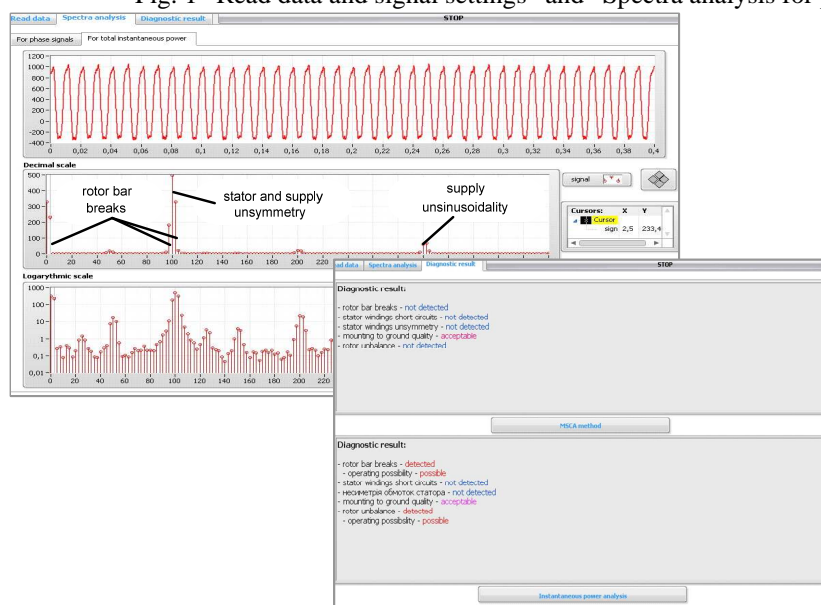 Fig. 4 "Read data and signal settings" and "Spectra analysis for
Read data Spectra analysis Diagnostic result STOP
For phase signals For total instantaneous power
1200
1000
800
600
400
200
0
-200
-400
0 0,02 0,04 0,06 0,08 0,1 0,12 0,14 0,16 0,18 0,2 0,22 0,24 0,26 0,28 0,3 0,32 0,34 0,36 0,38 0,4
Decimal scale
500
400
300
200
100
0
rotor bar
breaks
stator and supply
unsymmetry
supply
unsinusoidality
0 20 40 60 80 100 120 140 160 180 200 220
signal
Cursors: X Y
Cursor
sign 2,5 233,4
Logarythmic scale
1000
100
10
1
0,1
0,01
0 20 40 60 80 100 120 140 160 180 200 220
ad data Spectra analysis Diagnostic result STOP
Diagnostic result:
- rotor bar breaks - not detected
- stator windings short circuits - not detected
- stator windings unsymmetry - not detected
- mounting to ground quality - acceptable
- rotor unbalance - not detected
MSCA method
Diagnostic result:
- rotor bar breaks - detected
- operating possibility - possible
- stator windings short circuits - not detected
- несиметрія обмоток статора - not detected
- mounting to ground quality - acceptable
- rotor unbalance - detected
- operating possibslity - possible
Instantaneous power analysis